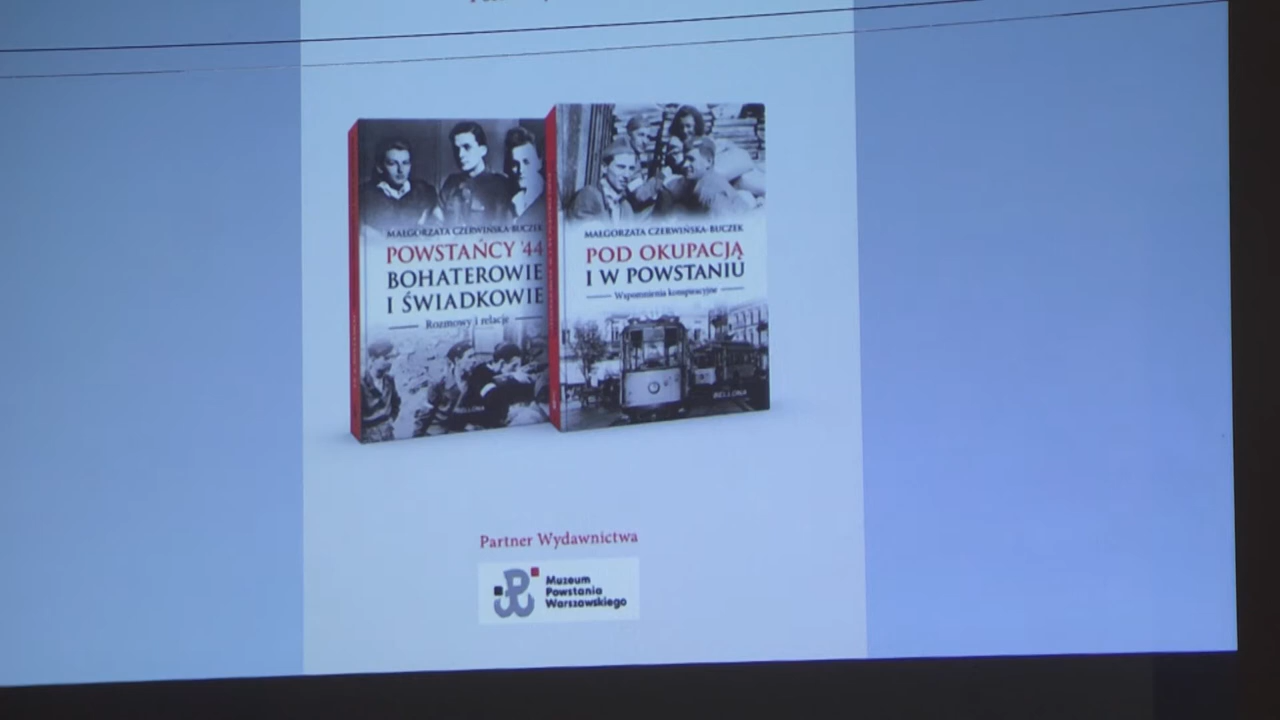 MAŁGORZATA CZERWIŃSKA-BUCZEK
POWSTAŃCY '44
BOHATEROWIE
I ŚWIADKOWIE
Rozmowy i relacje
BELLONA
MAŁGORZATA CZERWIŃSKA-BUCZEK
POD OKUPACJĄ
I W POWSTANIU
Wspomnienia konspiracyjne
BELLONA
Partner Wydawnictwa
Muzeum
Powstania
Warszawskiego